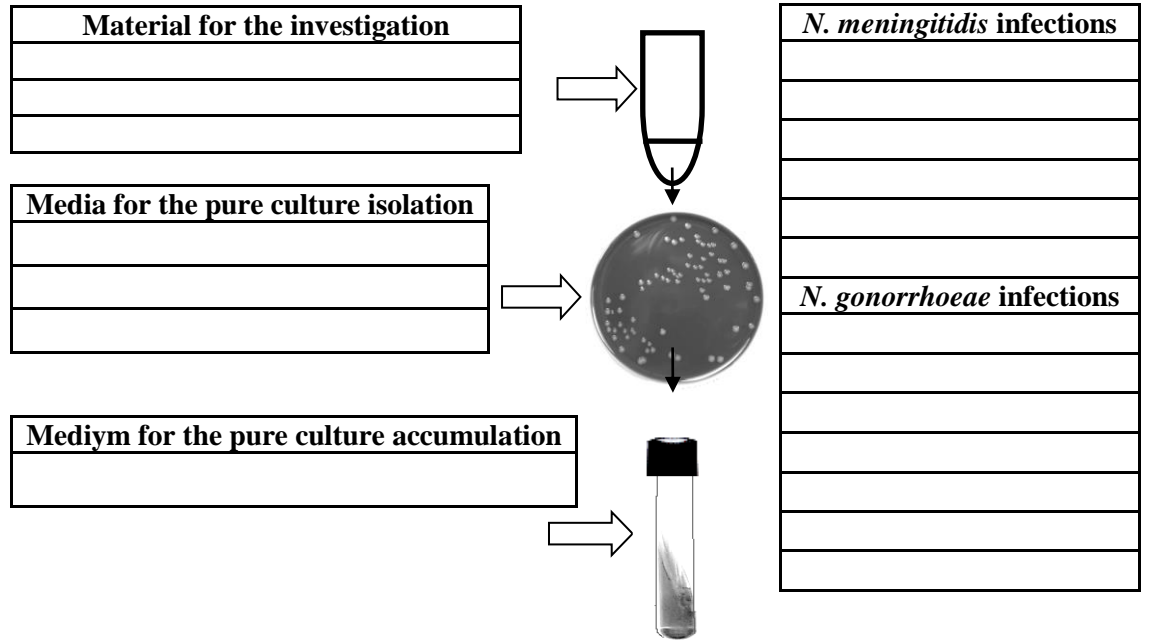 Material for the investigation
Media for the pure culture isolation
Mediym for the pure culture accumulation
N. meningitidis infections
N. gonorrhoeae infections